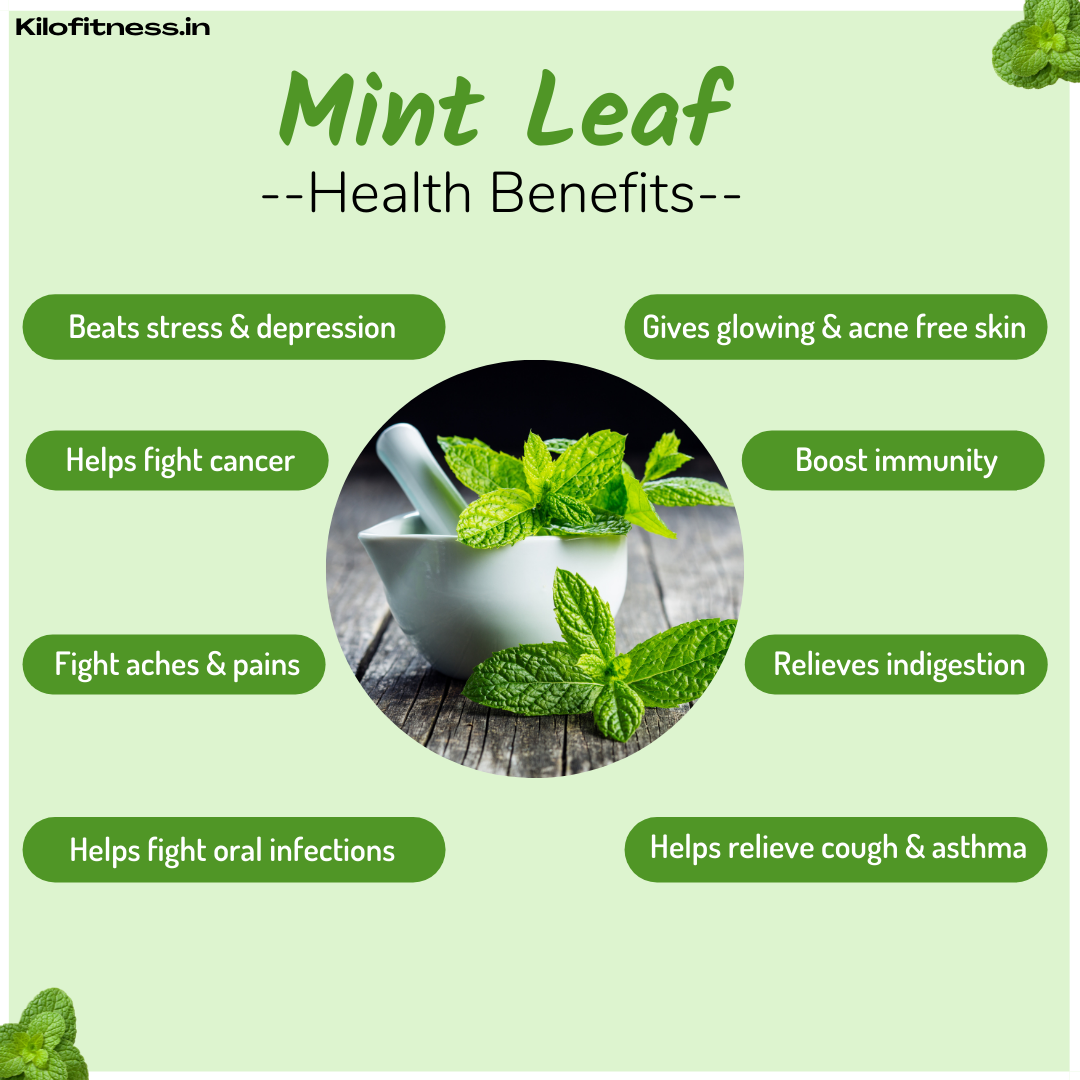 Kilofitness.in
Mint Leaf
--Health Benefits--
Beats stress & depression
Gives glowing & acne free skin
Helps fight cancer
Boost immunity
Fight aches & pains
Relieves indigestion
Helps fight oral infections
Helps relieve cough & asthma